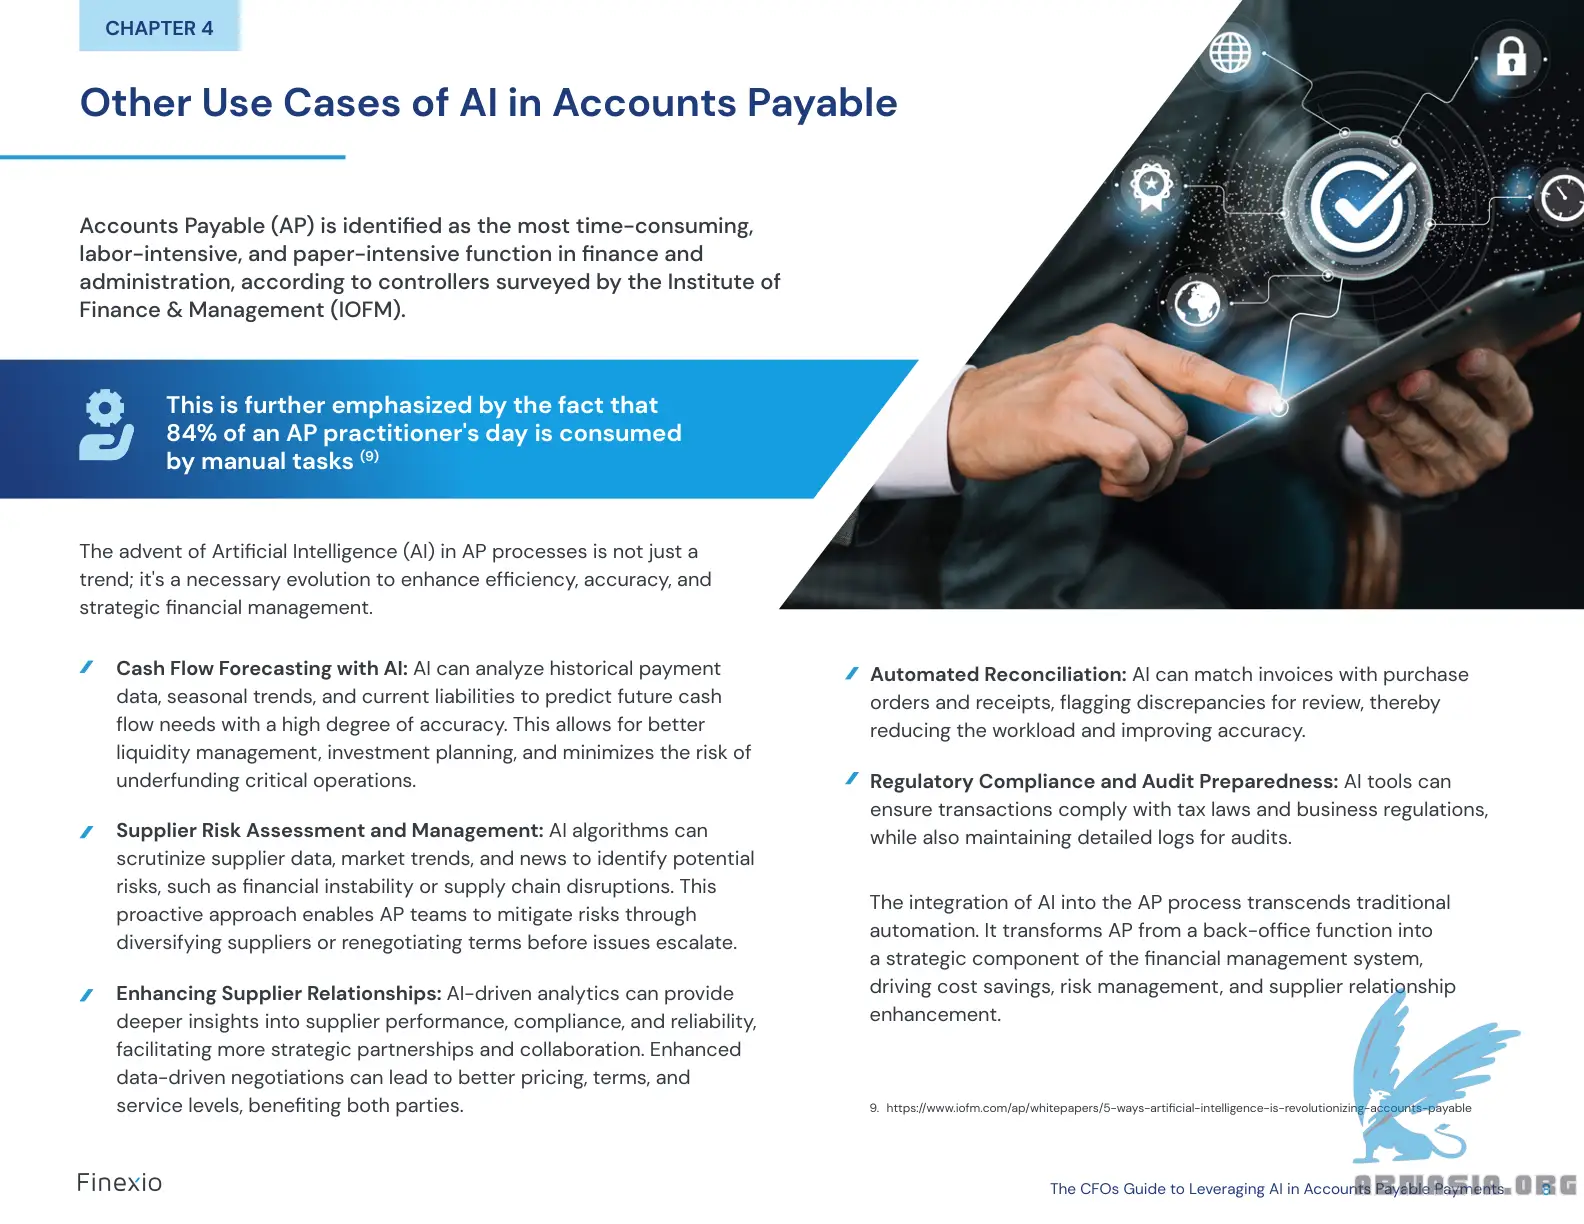 CHAPTER 4
Other Use Cases of AI in Accounts Payable
Accounts Payable (AP) is identified as the most time-consuming,
labor-intensive, and paper-intensive function in finance and
administration, according to controllers surveyed by the Institute of
Finance & Management (IOFM).
This is further emphasized by the fact that
84% of an AP practitioner's day is consumed
by manual tasks (9)
The advent of Artificial Intelligence (AI) in AP processes is not just a
trend; it's a necessary evolution to enhance efficiency, accuracy, and
strategic financial management.
Cash Flow Forecasting with AI: AI can analyze historical payment
data, seasonal trends, and current liabilities to predict future cash
flow needs with a high degree of accuracy. This allows for better
liquidity management, investment planning, and minimizes the risk of
underfunding critical operations.
Supplier Risk Assessment and Management: AI algorithms can
scrutinize supplier data, market trends, and news to identify potential
risks, such as financial instability or supply chain disruptions. This
proactive approach enables AP teams to mitigate risks through
diversifying suppliers or renegotiating terms before issues escalate.
Enhancing Supplier Relationships: AI-driven analytics can provide
deeper insights into supplier performance, compliance, and reliability,
facilitating more strategic partnerships and collaboration. Enhanced
data-driven negotiations can lead to better pricing, terms, and
service levels, benefiting both parties.
Automated Reconciliation: AI can match invoices with purchase
orders and receipts, flagging discrepancies for review, thereby
reducing the workload and improving accuracy.
Regulatory Compliance and Audit Preparedness: AI tools can
ensure transactions comply with tax laws and business regulations,
while also maintaining detailed logs for audits.
The integration of AI into the AP process transcends traditional
automation. It transforms AP from a back-office function into
a strategic component of the financial management system,
driving cost savings, risk management, and supplier relationship
enhancement.
9. https://www.iofm.com/ap/whitepapers/5-ways-artificial-intelligence-is-revolutionizing-accounts-payable
Finexio
The CFOs Guide to Leveraging AI in Accounts Payable Payments